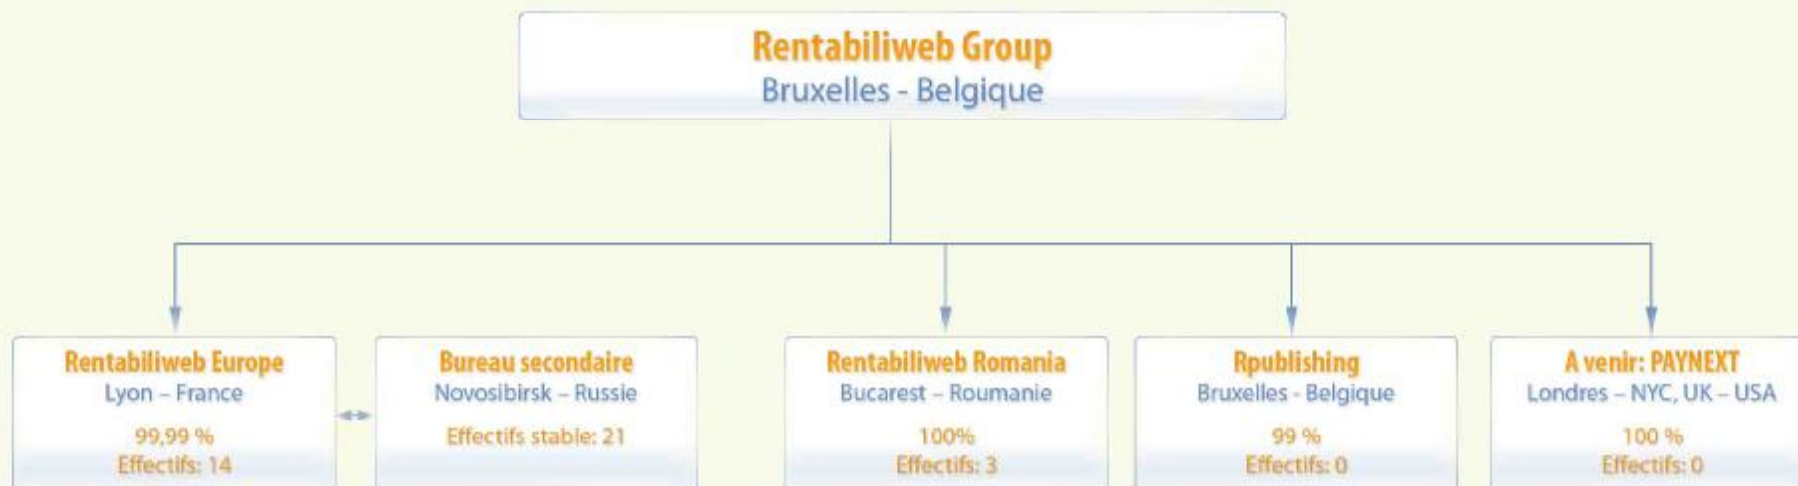 Rentabiliweb Group
Bruxelles - Belgique
Rentabiliweb Europe
Lyon – France
99,99 %
Effectifs: 14
Bureau secondaire
Novosibirsk – Russie
Effectifs stable: 21
Rentabiliweb Romania
Bucarest – Roumanie
100%
Effectifs: 3
Rpublishing
Bruxelles - Belgique
99 %
Effectifs: 0
A venir: PAYNEXT
Londres – NYC, UK – USA
100 %
Effectifs: 0